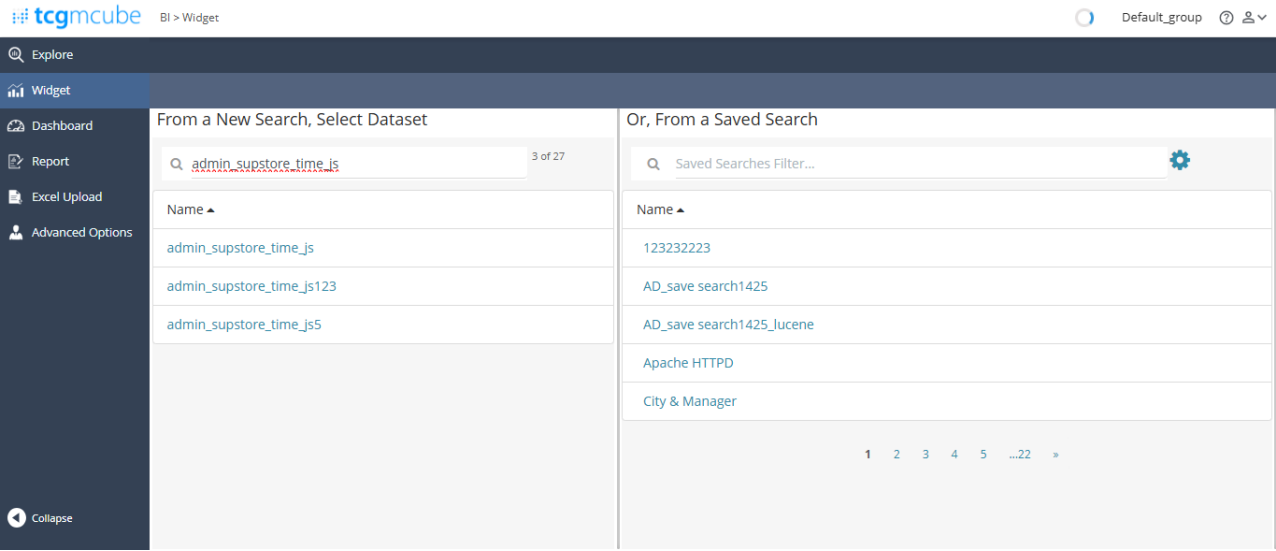 tcgmcube
BI > Widget
Default_group
Explore
Widget
Dashboard
Report
Excel Upload
Advanced Options
Collapse
From a New Search, Select Dataset
admin_supstore_time_js
3 of 27
Name
admin_supstore_time_js
admin_supstore_time_js123
admin_supstore_time_js5
Or, From a Saved Search
Saved Searches Filter...
Name
123232223
AD_save search1425
AD_save search1425_lucene
Apache HTTPD
City & Manager
1 2 3 4 5 ...22 »